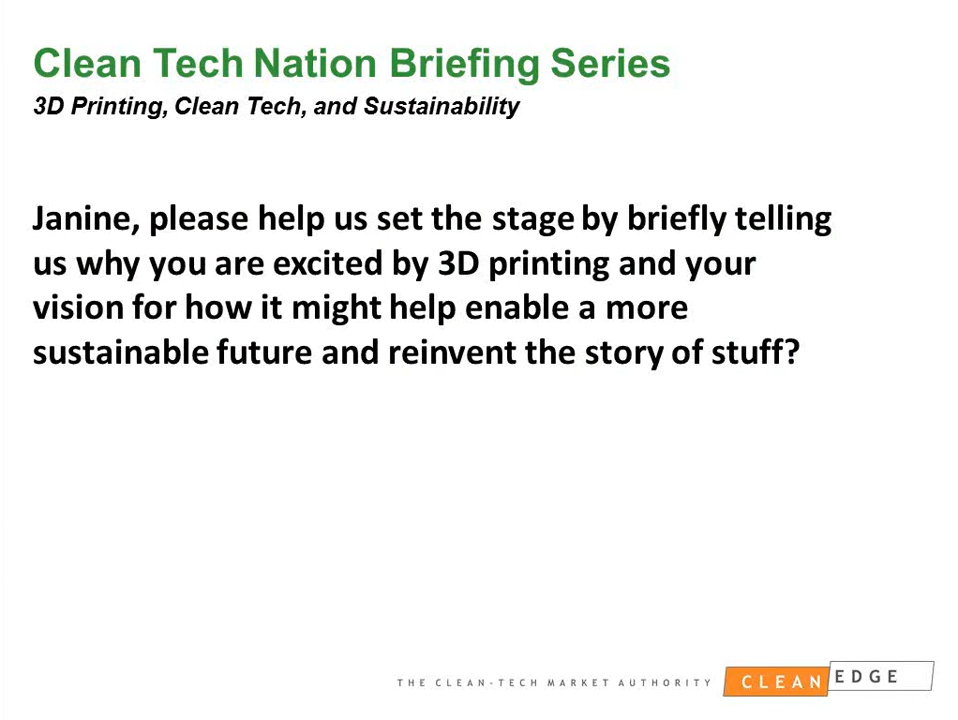 Clean Tech Nation Briefing Series
3D Printing, Clean Tech, and Sustainability
Janine, please help us set the stage by briefly telling
us why you are excited by 3D printing and your
vision for how it might help enable a more
sustainable future and reinvent the story of stuff?
THE CLEAN-TECH MARKET AUTHORITY CLEAN EDGE